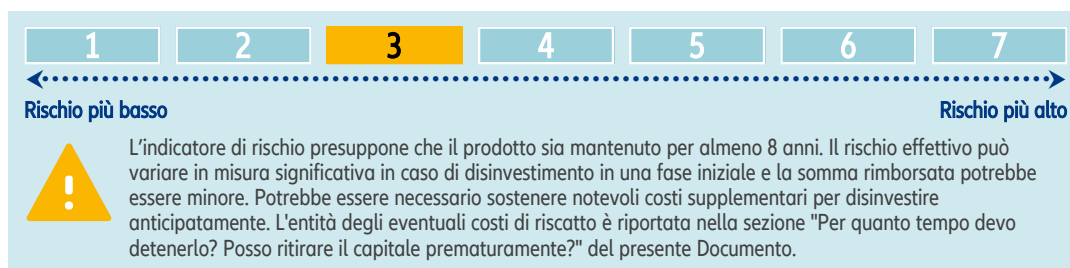 1 2 3 4 5 6 7
Rischio più basso Rischio più alto
L'indicatore di rischio presuppone che il prodotto sia mantenuto per almeno 8 anni. Il rischio effettivo può
variare in misura significativa in caso di disinvestimento in una fase iniziale e la somma rimborsata potrebbe
essere minore. Potrebbe essere necessario sostenere notevoli costi supplementari per disinvestire
anticipatamente. L'entità degli eventuali costi di riscatto è riportata nella sezione "Per quanto tempo devo
detenerlo? Posso ritirare il capitale prematuramente?" del presente Documento.